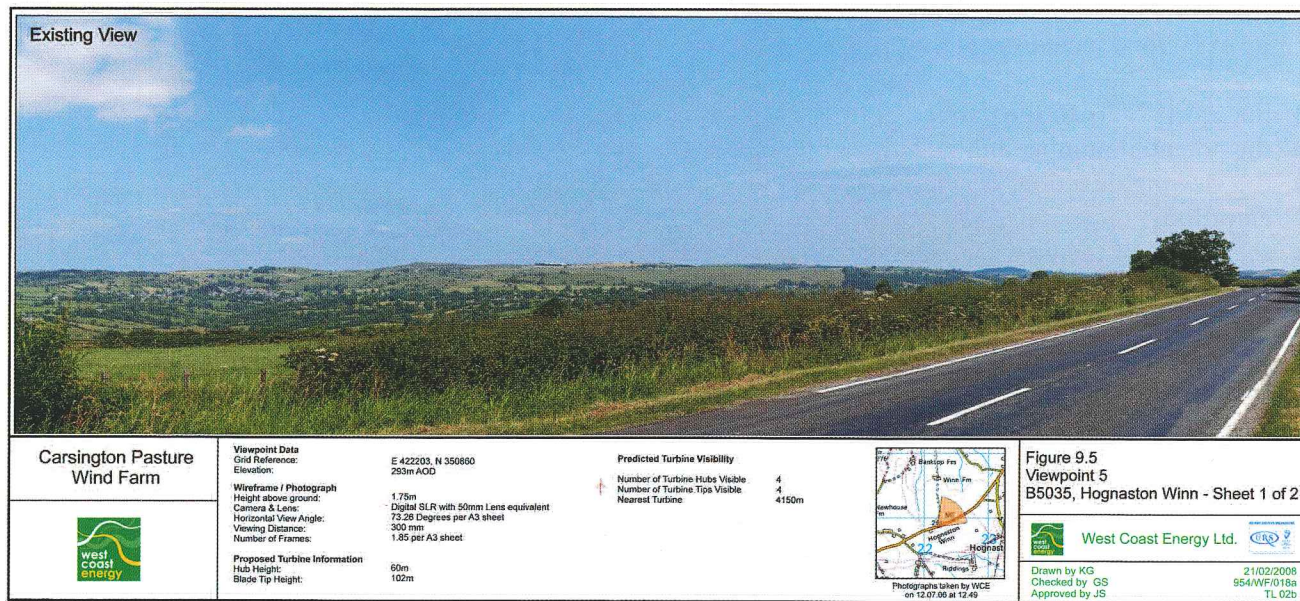 Existing View
Carsington Pasture
Wind Farm
west
coast
energy
Viewpoint Data
Grid Reference: E 422203, N 350860
Elevation: 293m AOD
Wireframe / Photograph
Height above ground: 1.75m
Camera & Lens: Digital SLR with 50mm Lens equivalent
Horizontal View Angle: 73.26 Degrees per A3 sheet
Viewing Distance: 300 mm
Number of Frames: 1.85 per A3 sheet
Proposed Turbine Information
Hub Height: 60m
Blade Tip Height: 102m
Predicted Turbine Visibility
Number of Turbine Hubs Visible 4
Number of Turbine Tips Visible 4
Nearest Turbine 4150m
Banktop Fm
Winn Fm
Hognaston
Winn
22
22
Hognast
Riddings
Photographs taken by WCE
on 12.07.06 at 12.49
Figure 9.5
Viewpoint 5
B5035, Hognaston Winn - Sheet 1 of 2
west
coast
energy
West Coast Energy Ltd.
URS
Drawn by KG 21/02/2008
Checked by GS 954/WF/018a
Approved by JS TL 02b